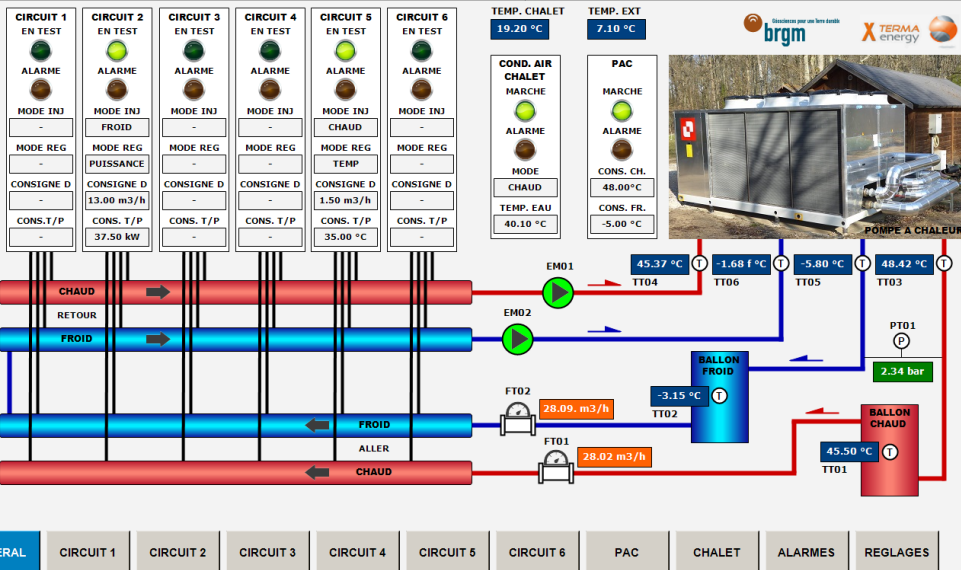 CIRCUIT 1
EN TEST
ALARME
MODE INJ
-
MODE REG
-
CONSIGNE D
-
CONS. T/P
-
CIRCUIT 2
EN TEST
ALARME
MODE INJ
FROID
MODE REG
PUISSANCE
CONSIGNE D
13.00 m3/h
CONS. T/P
37.50 kW
CIRCUIT 3
EN TEST
ALARME
MODE INJ
-
MODE REG
-
CONSIGNE D
-
CONS. T/P
-
CIRCUIT 4
EN TEST
ALARME
MODE INJ
-
MODE REG
-
CONSIGNE D
-
CONS. T/P
-
CIRCUIT 5
EN TEST
ALARME
MODE INJ
CHAUD
MODE REG
TEMP
CONSIGNE D
1.50 m3/h
CONS. T/P
35.00 °C
CIRCUIT 6
EN TEST
ALARME
MODE INJ
-
MODE REG
-
CONSIGNE D
-
CONS. T/P
-
TEMP. CHALET
19.20 °C
TEMP. EXT
7.10 °C
COND. AIR
CHALET
MARCHE
ALARME
MODE
CHAUD
TEMP. EAU
40.10 °C
PAC
MARCHE
ALARME
CONS. CH.
48.00°C
CONS. FR.
-5.00 °C
Géosciences pour une Terre durable
brgm
X TERMA
energy
POMPE A CHALEUR
45.37 °C
T
TT04
-1.68 f °C
T
TT06
-5.80 °C
T
TT05
48.42 °C
T
TT03
CHAUD
EM01
RETOUR
FROID
EM02
PT01
P
2.34 bar
BALLON
FROID
-3.15 °C
T
TT02
FROID
FT02
28.09. m3/h
ALLER
CHAUD
FT01
28.02 m3/h
BALLON
CHAUD
45.50 °C
T
TT01
ERAL
CIRCUIT 1
CIRCUIT 2
CIRCUIT 3
CIRCUIT 4
CIRCUIT 5
CIRCUIT 6
PAC
CHALET
ALARMES
REGLAGES